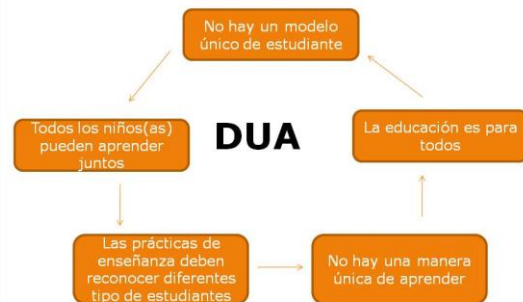 No hay un modelo
único de estudiante
Todos los niños(as)
pueden aprender
juntos
DUA
La educación es para
todos
Las prácticas de
enseñanza deben
reconocer diferentes
tipo de estudiantes
No hay una manera
única de aprender